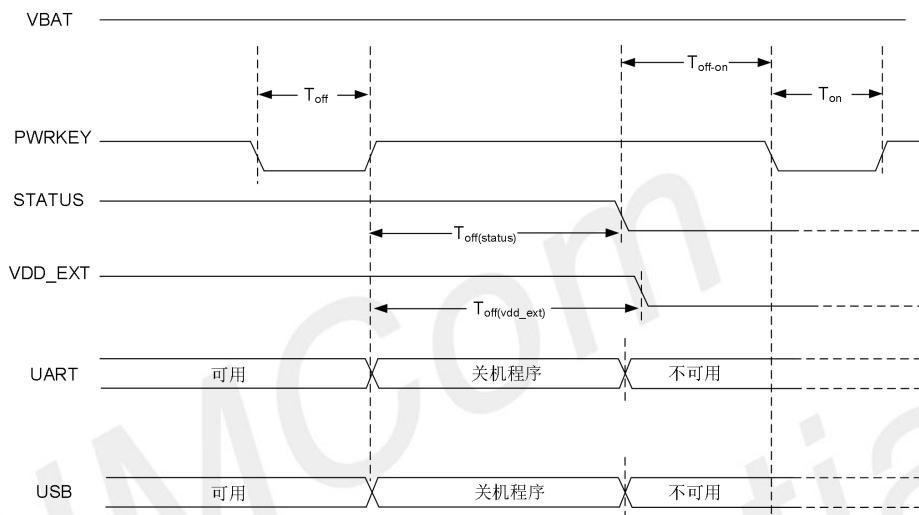 VBAT
Toff-on
Toff
Ton
PWRKEY
STATUS
Toff(status)
VDD_EXT
Toff(vdd_ext)
UART 可用 关机程序 不可用
USB 可用 关机程序 不可用